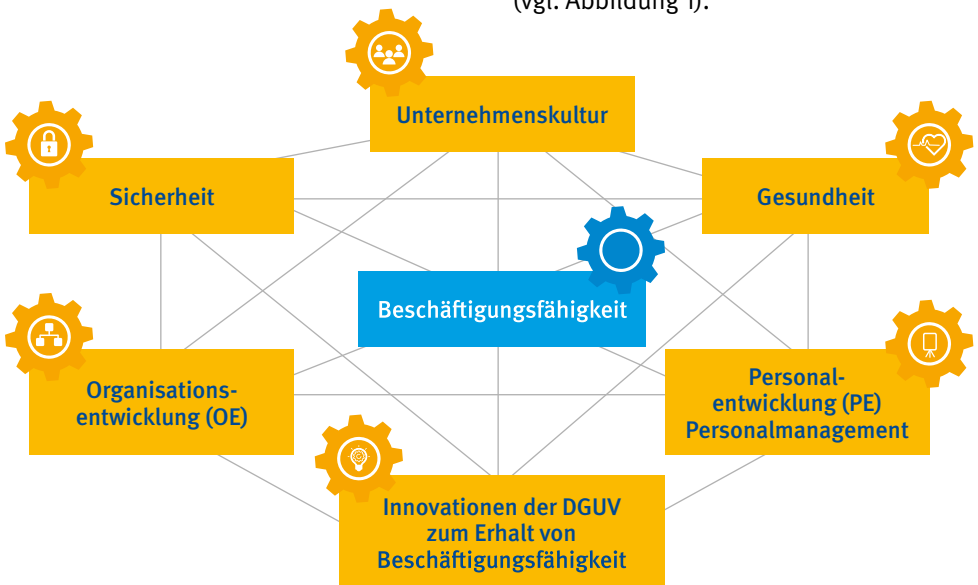 (vgl. Abbildung 1).
Unternehmenskultur
Sicherheit
Gesundheit
Beschäftigungsfähigkeit
Organisations-
entwicklung (OE)
Personal-
entwicklung (PE)
Personalmanagement
Innovationen der DGUV
zum Erhalt von
Beschäftigungsfähigkeit